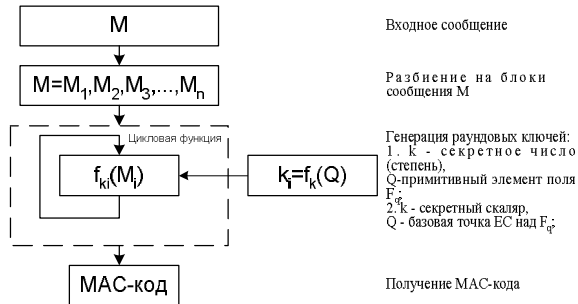 M
Входное сообщение
M=M1,M2,M3,...,Mn
Разбиение на блоки
сообщения М
Цикловая функция
fki(Mi)
ki=fk(Q)
Генерация раундовых ключей:
1. k - секретное число
(степень),
Q-примитивный элемент поля
Fq;
2. k - секретный скаляр,
Q - базовая точка ЕС над Fq;
МАС-код
Получение МАС-кода